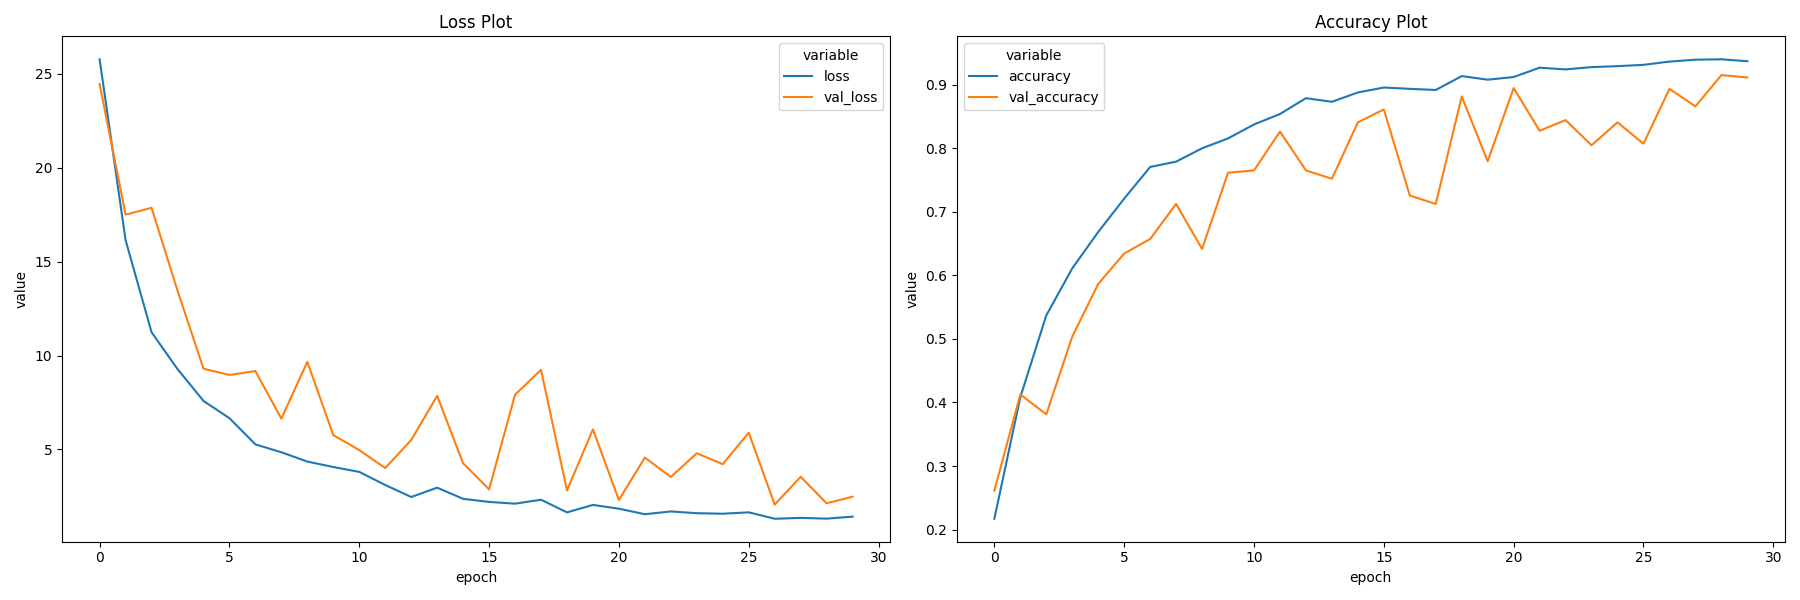 Loss Plot
variable
loss
val_loss
25
20
15
10
5
value
0 5 10 15 20 25 30
epoch
Accuracy Plot
variable
accuracy
val_accuracy
0.9
0.8
0.7
0.6
0.5
0.4
0.3
0.2
value
0 5 10 15 20 25 30
epoch